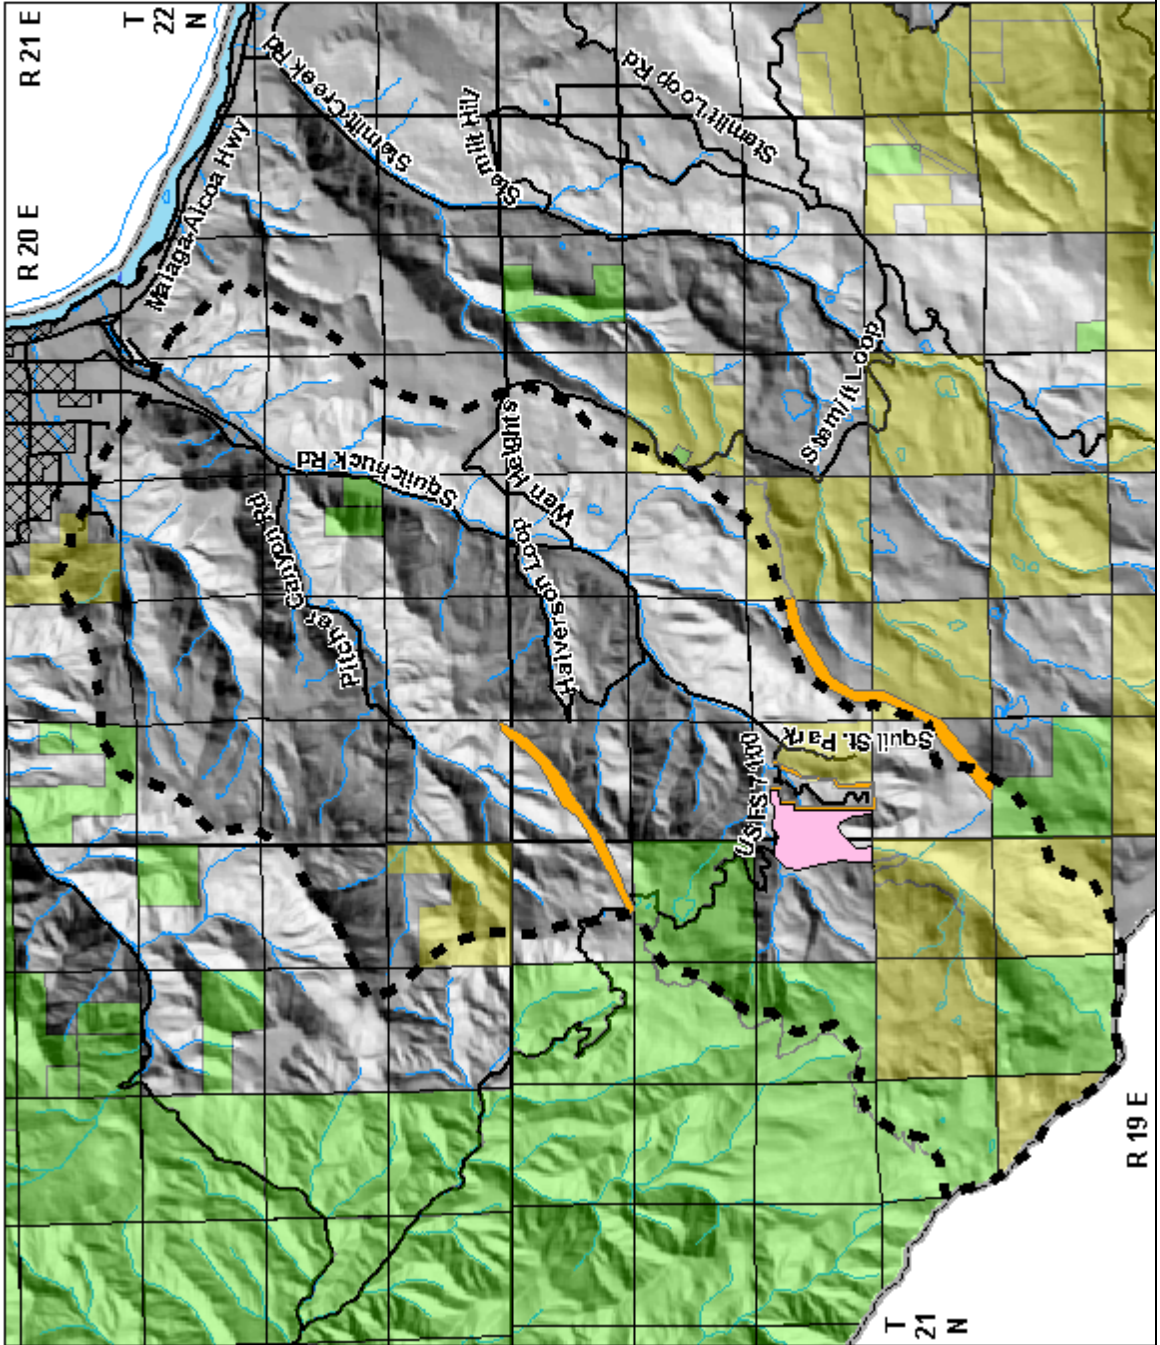 R 21 E
T
22
N
R 20 E
Malaga Alcoa Hwy
Stemilt Creek Rd
Stemilt Hill
Stemilt Loop Rd
Squilchuck Rd
Pitcher Canyon Rd
Wen Heights
Halverson Loop
Stemilt Loop
USFS 7100
Squil St. Park
R 19 E
T
21
N